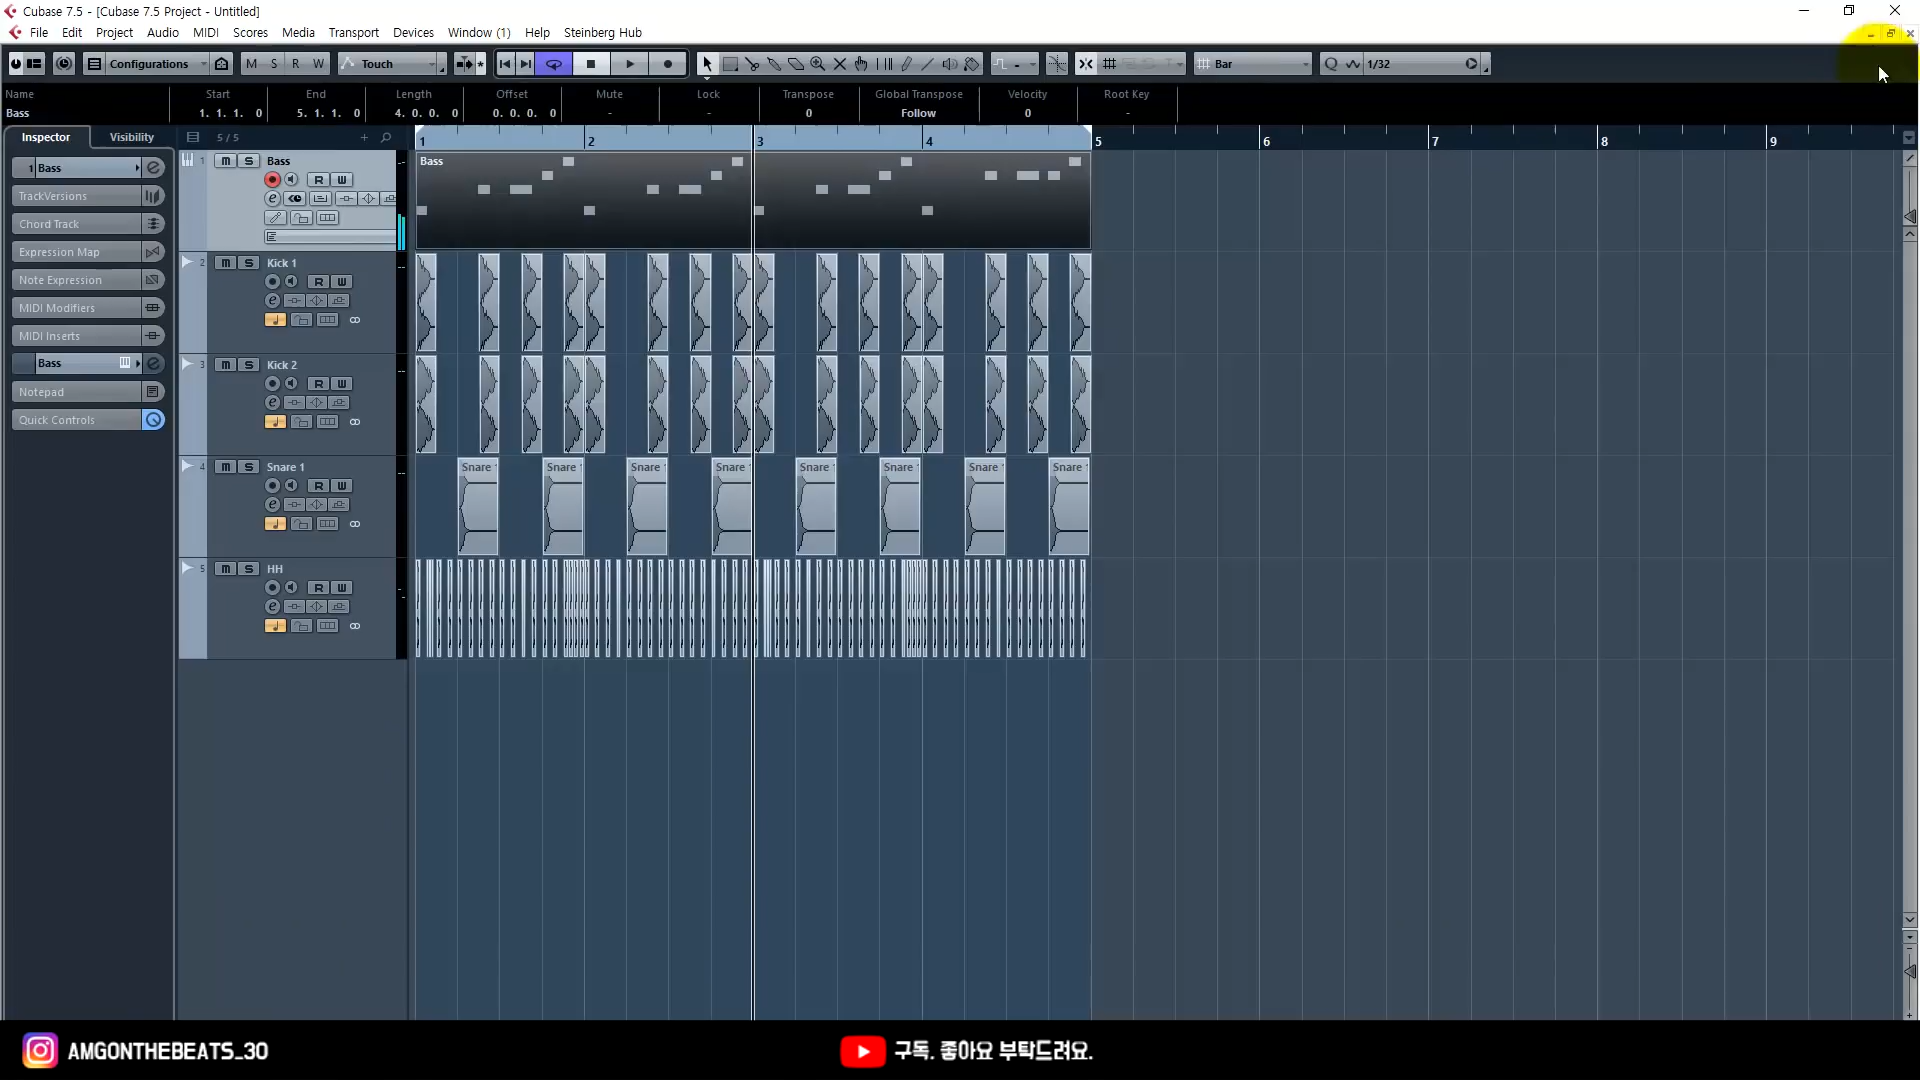 Cubase 7.5 - [Cubase 7.5 Project - Untitled]
File Edit Project Audio MIDI Scores Media Transport Devices Window (1) Help Steinberg Hub
Configurations M S R W Touch Bar Q 1/32
Name Start End Length Offset Mute Lock Transpose Global Transpose Velocity Root Key
Bass 1. 1. 1. 0 5. 1. 1. 0 4. 0. 0. 0 0. 0. 0. 0 - - 0 Follow 0 -
Inspector Visibility 5 / 5 1 2 3 4 5 6 7 8 9
1 Bass
TrackVersions
Chord Track
Expression Map
Note Expression
MIDI Modifiers
MIDI Inserts
Bass
Notepad
Quick Controls
1 m S Bass
R W
e
Bass
2 m S Kick 1
R W
e
3 m S Kick 2
R W
e
4 m S Snare 1
R W
e
Snare Snare Snare Snare Snare Snare Snare Snare
5 m S HH
R W
e
AMGONTHEBEATS_30
구독. 좋아요 부탁드려요.